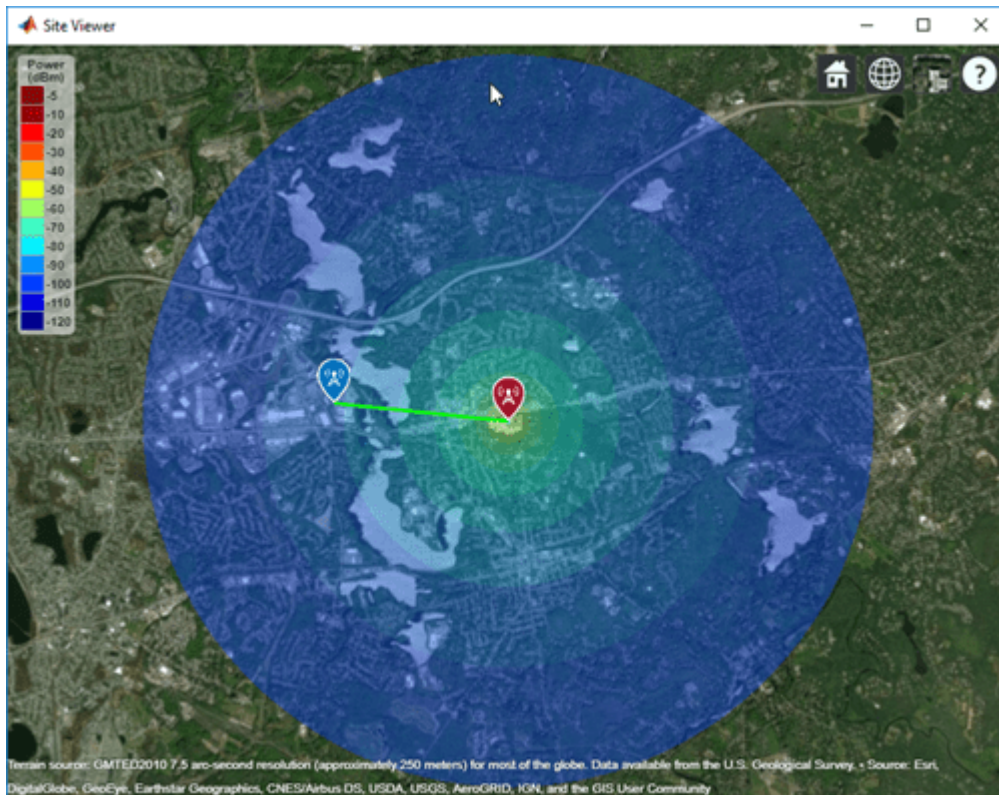 Site Viewer
Power
(dBm)
-5
-10
-20
-30
-40
-50
-60
-70
-80
-90
-100
-110
-120
?
Terrain source: GMTED2010 7.5 arc-second resolution (approximately 250 meters) for most of the globe. Data available from the U.S. Geological Survey. • Source: Esri,
DigitalGlobe, GeoEye, Earthstar Geographics, CNES/Airbus DS, USDA, USGS, AeroGRID, IGN, and the GIS User Community